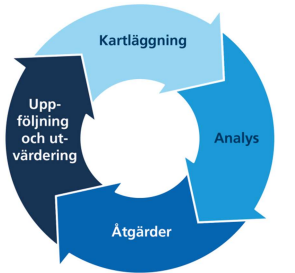 Kartläggning
Analys
Åtgärder
Upp-
följning
och ut-
värdering